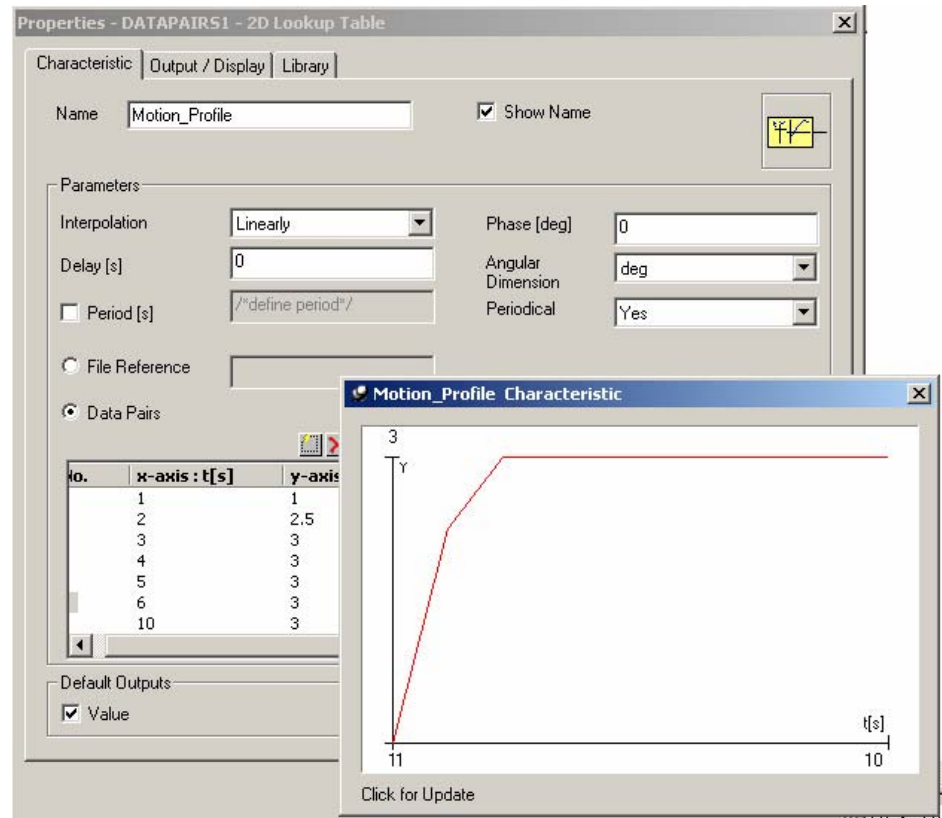 Properties - DATAPAIRS1 - 2D Lookup Table
Characteristic
Output / Display
Library
Name
Motion_Profile
Show Name
Parameters
Interpolation
Linearly
Phase [deg]
0
Delay [s]
0
Angular
Dimension
deg
Period [s]
/*define period*/
Periodical
Yes
File Reference
Data Pairs
No. x-axis : t[s] y-axis
1 1
2 2.5
3 3
4 3
5 3
6 3
10 3
Default Outputs
Value
Motion_Profile Characteristic
3
Y
t[s]
11
10
Click for Update